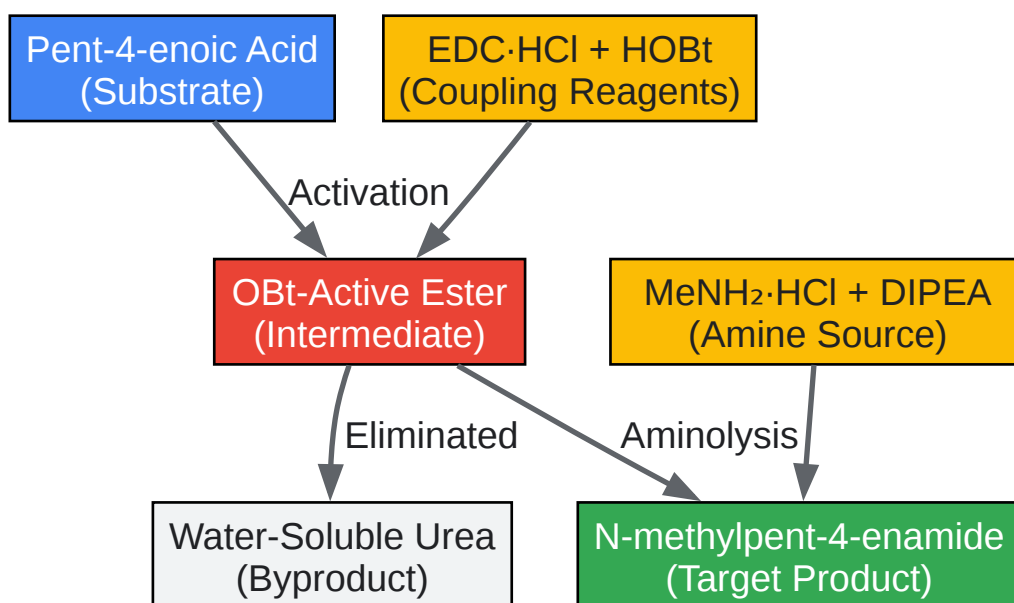 Pent-4-enoic Acid
(Substrate)
EDC·HCl + HOBt
(Coupling Reagents)
Activation
OBt-Active Ester
(Intermediate)
MeNH₂·HCl + DIPEA
(Amine Source)
Eliminated
Aminolysis
Water-Soluble Urea
(Byproduct)
N-methylpent-4-enamide
(Target Product)